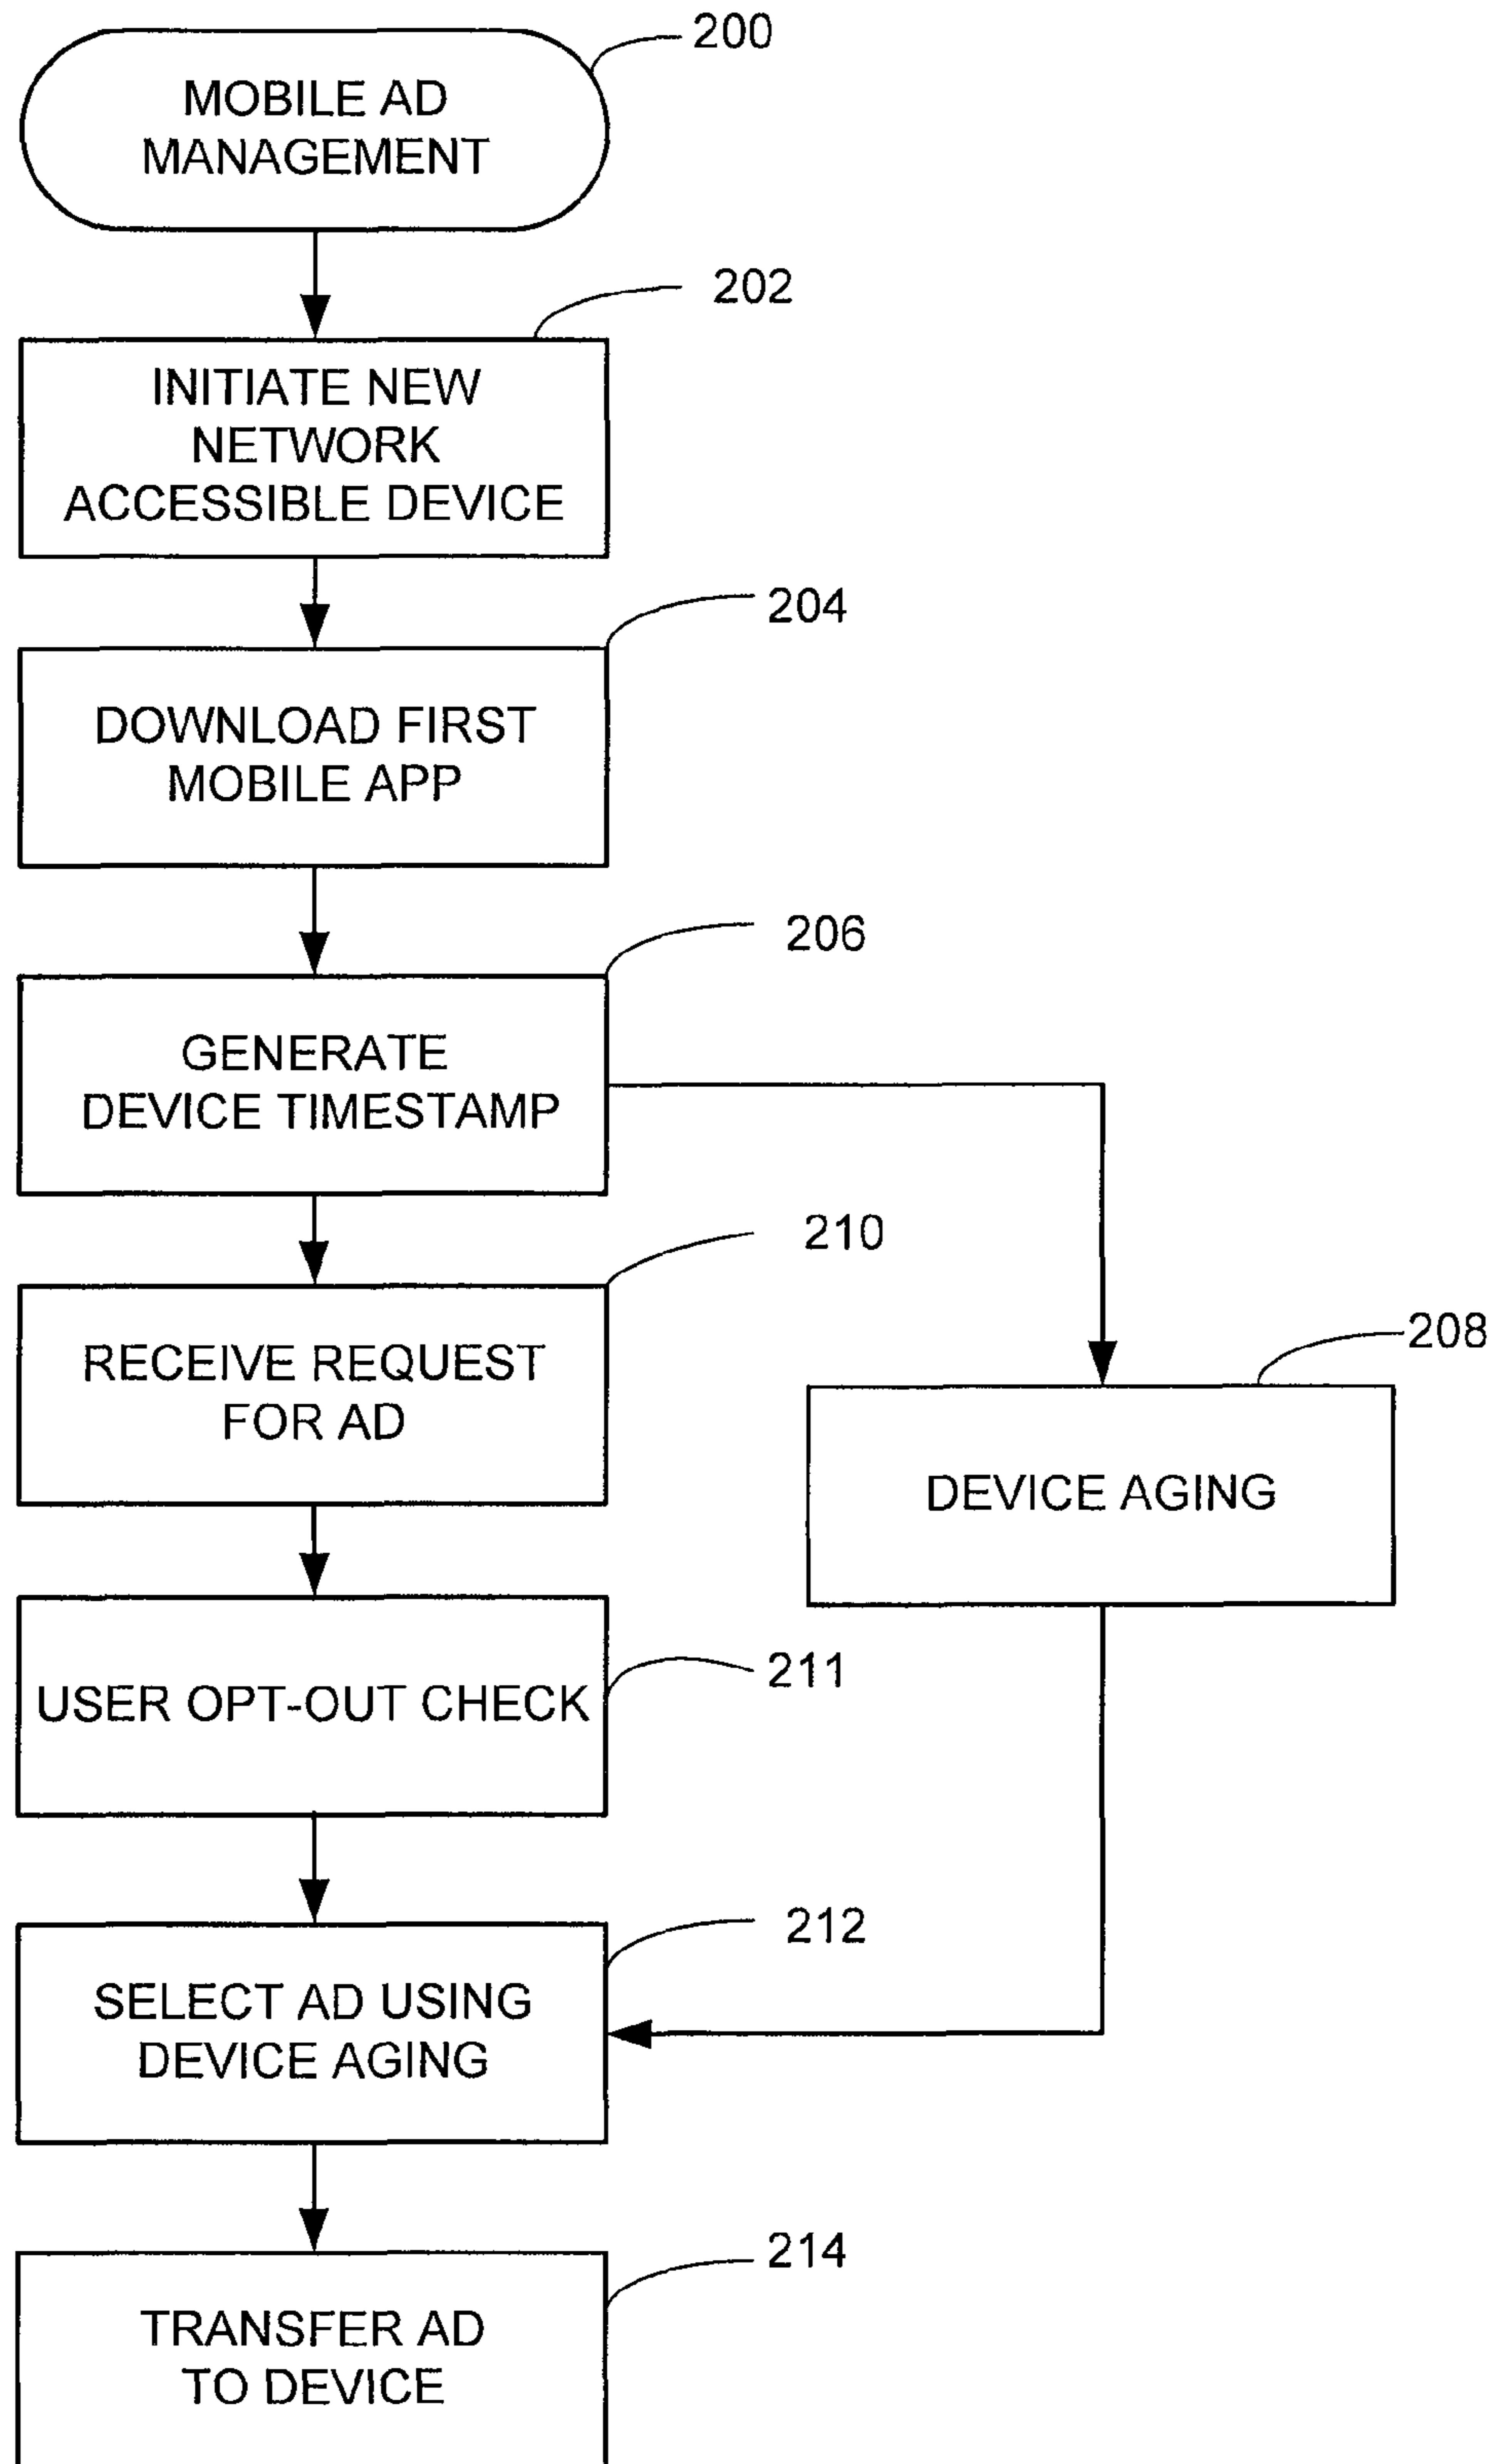 200
MOBILE AD
MANAGEMENT
202
INITIATE NEW
NETWORK
ACCESSIBLE DEVICE
204
DOWNLOAD FIRST
MOBILE APP
206
GENERATE
DEVICE TIMESTAMP
210
RECEIVE REQUEST
FOR AD
208
DEVICE AGING
211
USER OPT-OUT CHECK
212
SELECT AD USING
DEVICE AGING
214
TRANSFER AD
TO DEVICE